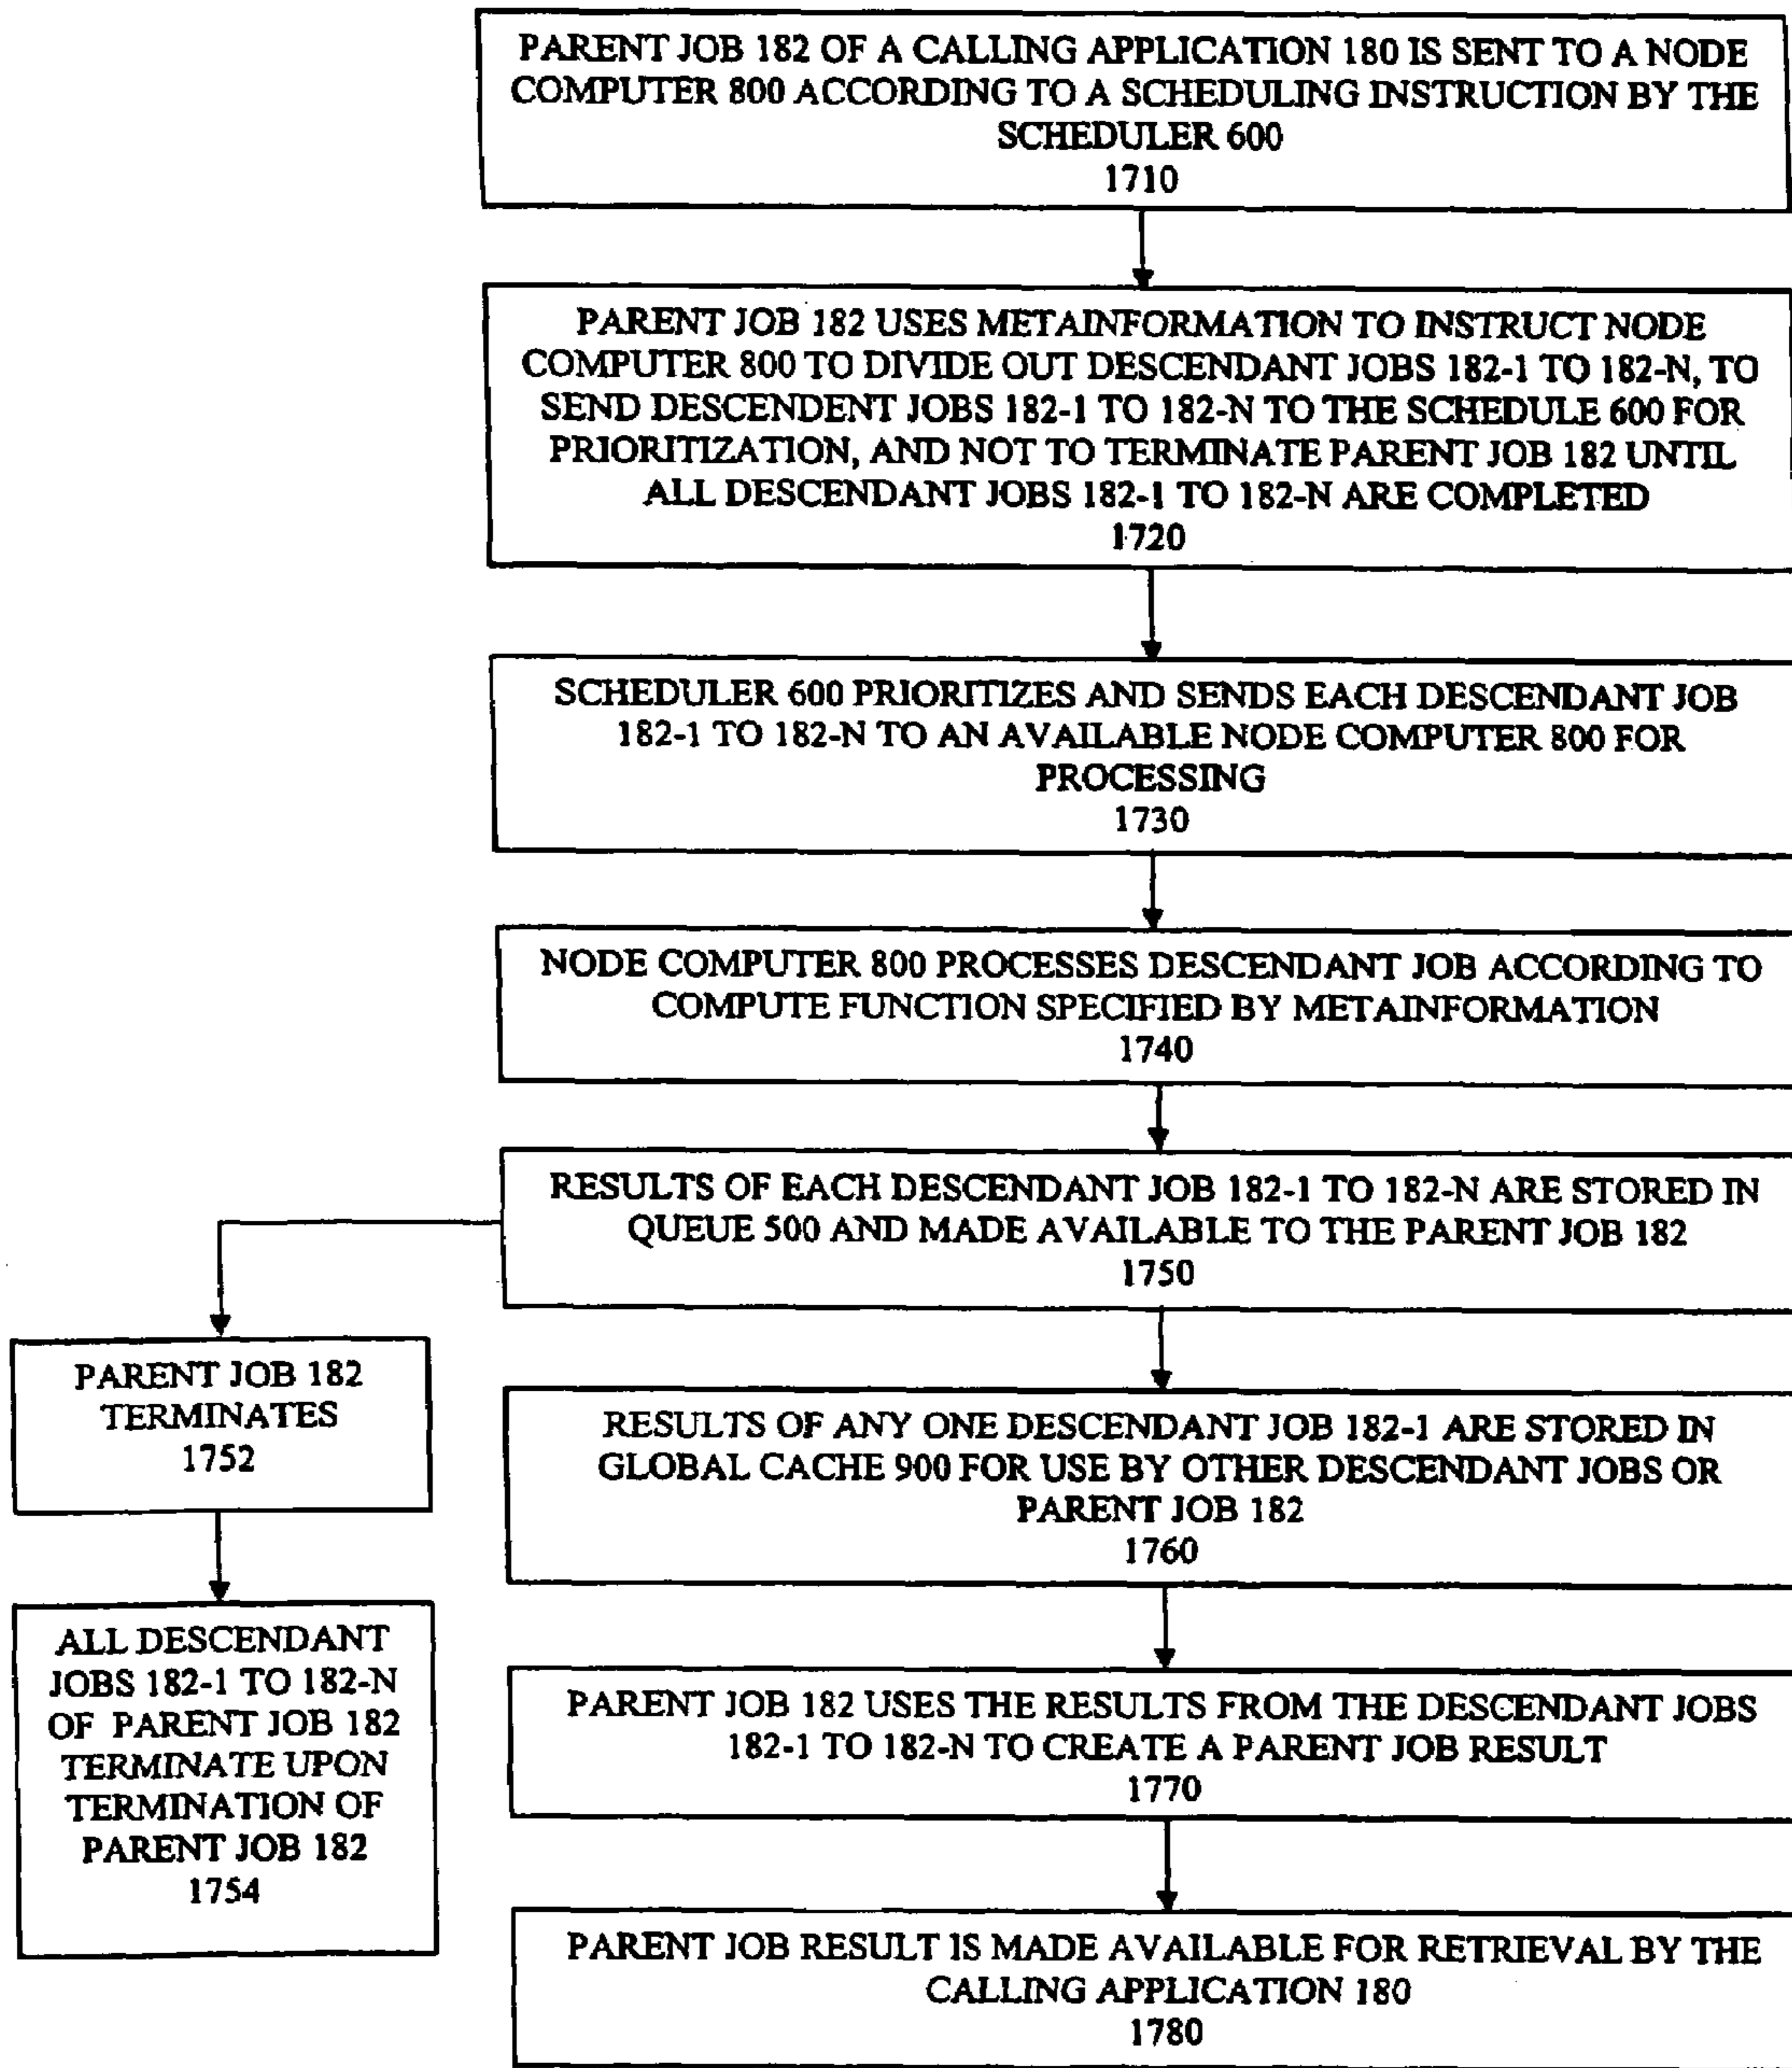 PARENT JOB 182 OF A CALLING APPLICATION 180 IS SENT TO A NODE
COMPUTER 800 ACCORDING TO A SCHEDULING INSTRUCTION BY THE
SCHEDULER 600
1710
PARENT JOB 182 USES METAINFORMATION TO INSTRUCT NODE
COMPUTER 800 TO DIVIDE OUT DESCENDANT JOBS 182-1 TO 182-N, TO
SEND DESCENDENT JOBS 182-1 TO 182-N TO THE SCHEDULE 600 FOR
PRIORITIZATION, AND NOT TO TERMINATE PARENT JOB 182 UNTIL
ALL DESCENDANT JOBS 182-1 TO 182-N ARE COMPLETED
1720
SCHEDULER 600 PRIORITIZES AND SENDS EACH DESCENDANT JOB
182-1 TO 182-N TO AN AVAILABLE NODE COMPUTER 800 FOR
PROCESSING
1730
NODE COMPUTER 800 PROCESSES DESCENDANT JOB ACCORDING TO
COMPUTE FUNCTION SPECIFIED BY METAINFORMATION
1740
RESULTS OF EACH DESCENDANT JOB 182-1 TO 182-N ARE STORED IN
QUEUE 500 AND MADE AVAILABLE TO THE PARENT JOB 182
1750
PARENT JOB 182
TERMINATES
1752
ALL DESCENDANT
JOBS 182-1 TO 182-N
OF PARENT JOB 182
TERMINATE UPON
TERMINATION OF
PARENT JOB 182
1754
RESULTS OF ANY ONE DESCENDANT JOB 182-1 ARE STORED IN
GLOBAL CACHE 900 FOR USE BY OTHER DESCENDANT JOBS OR
PARENT JOB 182
1760
PARENT JOB 182 USES THE RESULTS FROM THE DESCENDANT JOBS
182-1 TO 182-N TO CREATE A PARENT JOB RESULT
1770
PARENT JOB RESULT IS MADE AVAILABLE FOR RETRIEVAL BY THE
CALLING APPLICATION 180
1780